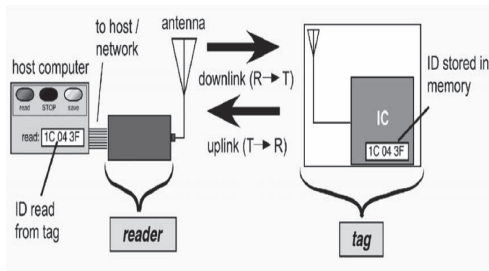 to host /
network
antenna
host computer
read STOP save
read: 1C 04 3F
ID read
from tag
reader
downlink (R→T)
uplink (T→R)
IC
1C 04 3F
ID stored in
memory
tag